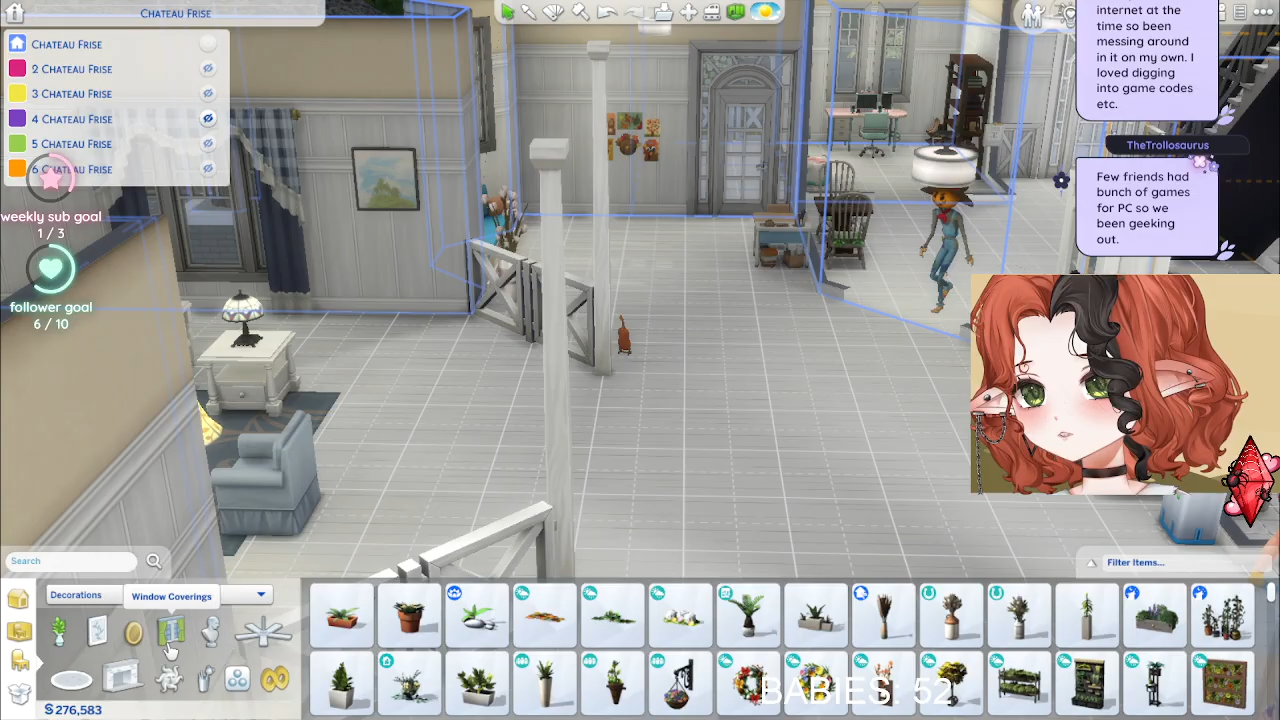 CHATEAU FRISE
CHATEAU FRISE
2 CHATEAU FRISE
3 CHATEAU FRISE
4 CHATEAU FRISE
5 CHATEAU FRISE
6 CHATEAU FRISE
weekly sub goal
1 / 3
follower goal
6 / 10
internet at the
time so been
messing around
in it on my own. I
loved digging
into game codes
etc.
TheTrollosaurus
Few friends had
bunch of games
for PC so we
been geeking
out.
Search
Filter Items...
Decorations
Window Coverings
BABIES: 52
§276,583